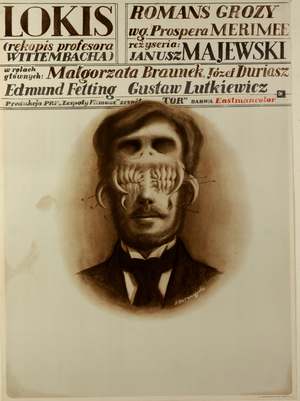 LOKIS
(rękopis profesora
WITTEMBACHA)
ROMANS GROZY
wg. Prospera MERIMEE
reżyseria:
JANUSZ MAJEWSKI
w rolach
głównych: Małgorzata Braunek, Józef Duriasz
Edmund Fetting Gustaw Lutkiewicz
Produkcja PRF „Zespoły Filmowe" zespół „TOR" BARWA Eastmancolor